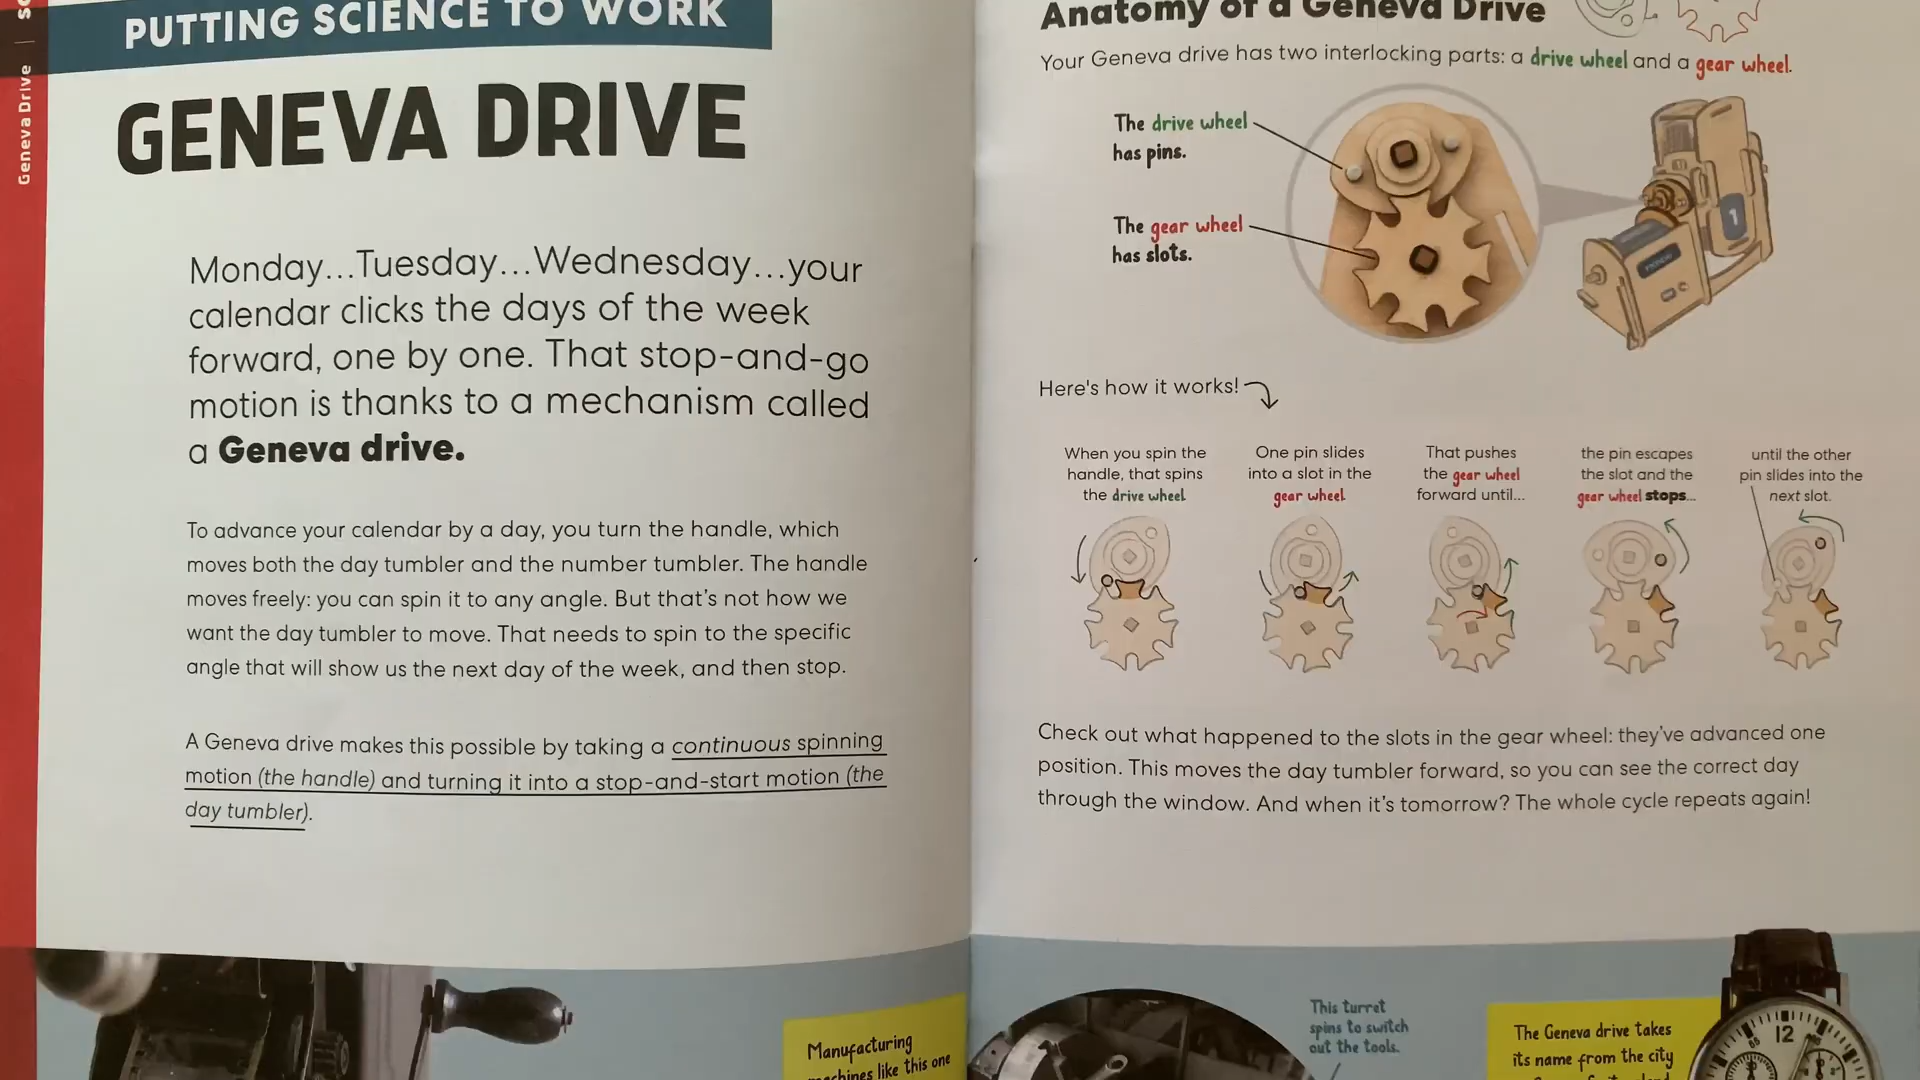 Geneva Drive
PUTTING SCIENCE TO WORK
GENEVA DRIVE
Monday...Tuesday...Wednesday...your
calendar clicks the days of the week
forward, one by one. That stop-and-go
motion is thanks to a mechanism called
a Geneva drive.
To advance your calendar by a day, you turn the handle, which
moves both the day tumbler and the number tumbler. The handle
moves freely: you can spin it to any angle. But that's not how we
want the day tumbler to move. That needs to spin to the specific
angle that will show us the next day of the week, and then stop.
A Geneva drive makes this possible by taking a continuous spinning
motion (the handle) and turning it into a stop-and-start motion (the
day tumbler).
Manufacturing
like this one
Anatomy of a Geneva Drive
Your Geneva drive has two interlocking parts: a drive wheel and a gear wheel.
The drive wheel
has pins.
The gear wheel
has slots.
1
Here's how it works!
When you spin the
handle, that spins
the drive wheel.
One pin slides
into a slot in the
gear wheel.
That pushes
the gear wheel
forward until...
the pin escapes
the slot and the
gear wheel stops...
until the other
pin slides into the
next slot.
Check out what happened to the slots in the gear wheel: they've advanced one
position. This moves the day tumbler forward, so you can see the correct day
through the window. And when it's tomorrow? The whole cycle repeats again!
This turret
spins to switch
out the tools.
The Geneva drive takes
its name from the city
12